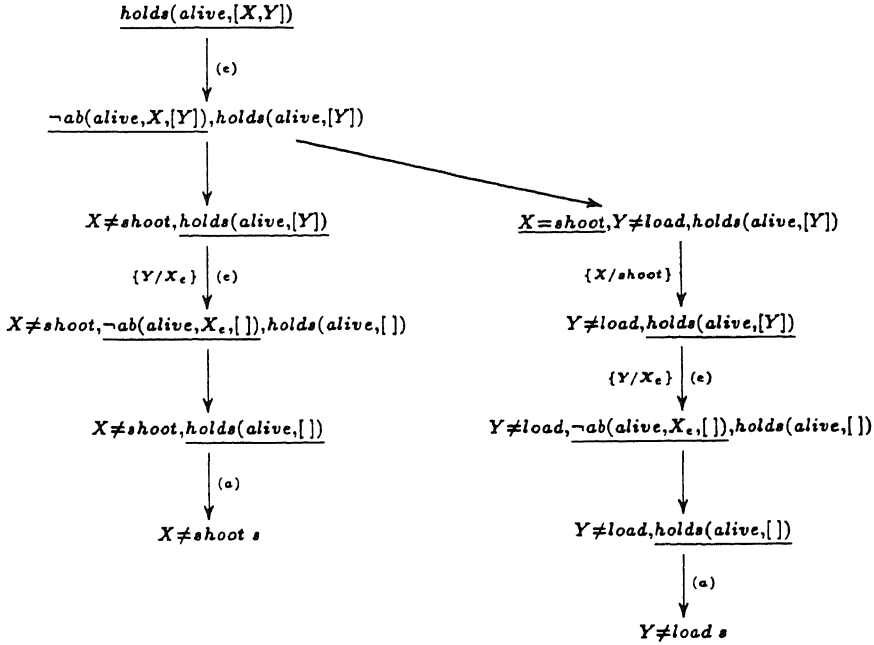 holds(alive,[X,Y])
(e)
¬ab(alive,X,[Y]),holds(alive,[Y])
X≠shoot,holds(alive,[Y])
X=shoot,Y≠load,holds(alive,[Y])
{Y/Xₑ} (e)
{X/shoot}
X≠shoot,¬ab(alive,Xₑ,[ ]),holds(alive,[ ])
Y≠load,holds(alive,[Y])
{Y/Xₑ} (e)
X≠shoot,holds(alive,[ ])
Y≠load,¬ab(alive,Xₑ,[ ]),holds(alive,[ ])
(a)
X≠shoot s
Y≠load,holds(alive,[ ])
(a)
Y≠load s